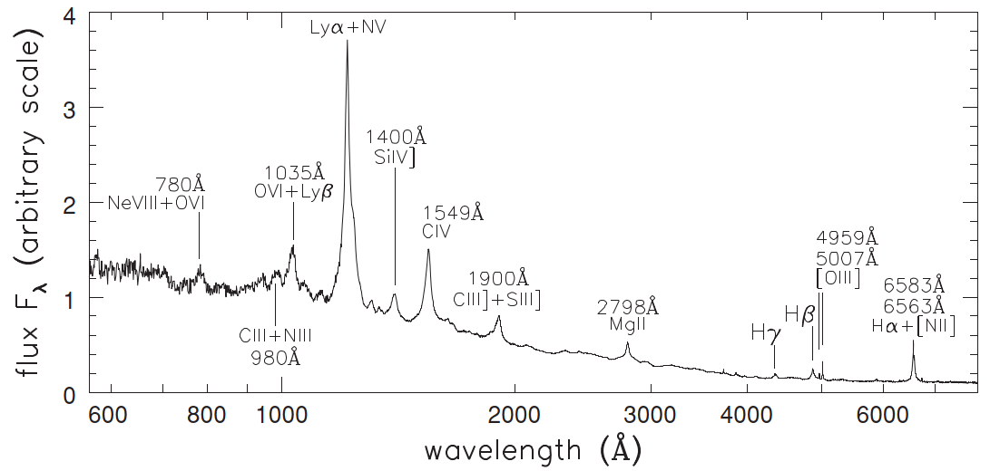 flux Fλ (arbitrary scale)
4
3
2
1
0
Lyα+NV
1400Å
SiIV]
780Å
NeVIII+OVI
1035Å
OVI+Lyβ
1549Å
CIV
1900Å
CIII]+SIII]
CIII+NIII
980Å
2798Å
MgII
Hγ
Hβ
4959Å
5007Å
[OIII]
6583Å
6563Å
Hα+[NII]
600 800 1000 2000 3000 4000 6000
wavelength (Å)